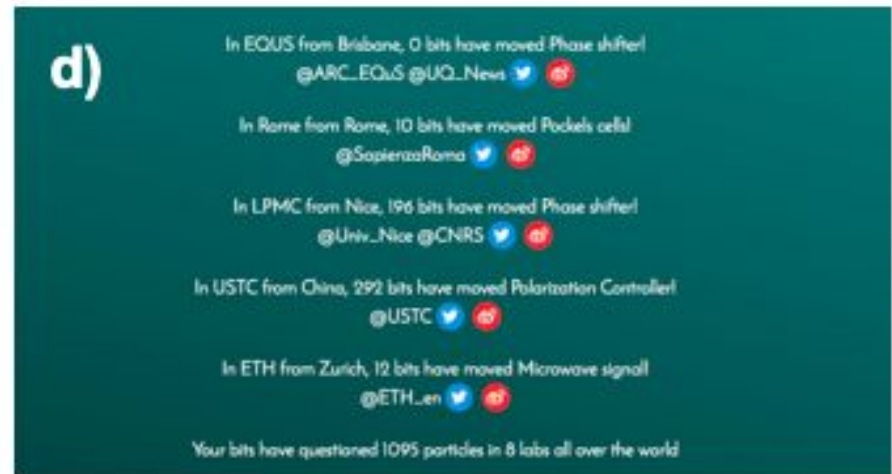 d)
In EQUS from Brisbane, 0 bits have moved Phase shifter!
@ARC_EQuS @UQ_News
In Rome from Rome, 10 bits have moved Pockels cells!
@SapienzaRoma
In LPMC from Nice, 196 bits have moved Phase shifter!
@Univ_Nice @CNRS
In USTC from China, 292 bits have moved Polarization Controller!
@USTC
In ETH from Zurich, 12 bits have moved Microwave signal!
@ETH_en
Your bits have questioned 1095 particles in 8 labs all over the world